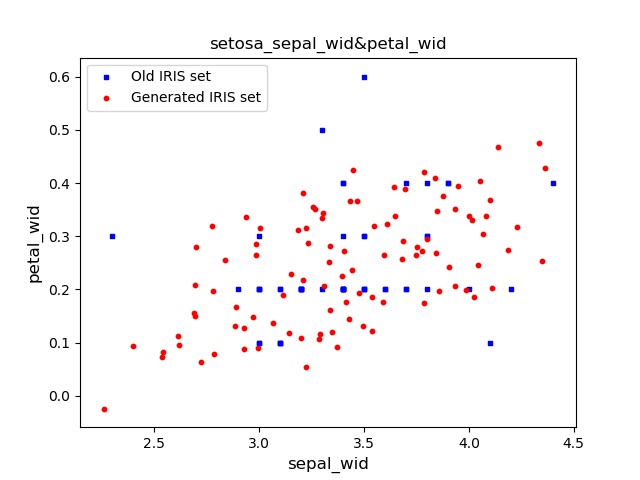 setosa_sepal_wid&petal_wid
Old IRIS set
Generated IRIS set
0.6
0.5
0.4
0.3
0.2
0.1
0.0
petal_wid
2.5 3.0 3.5 4.0 4.5
sepal_wid